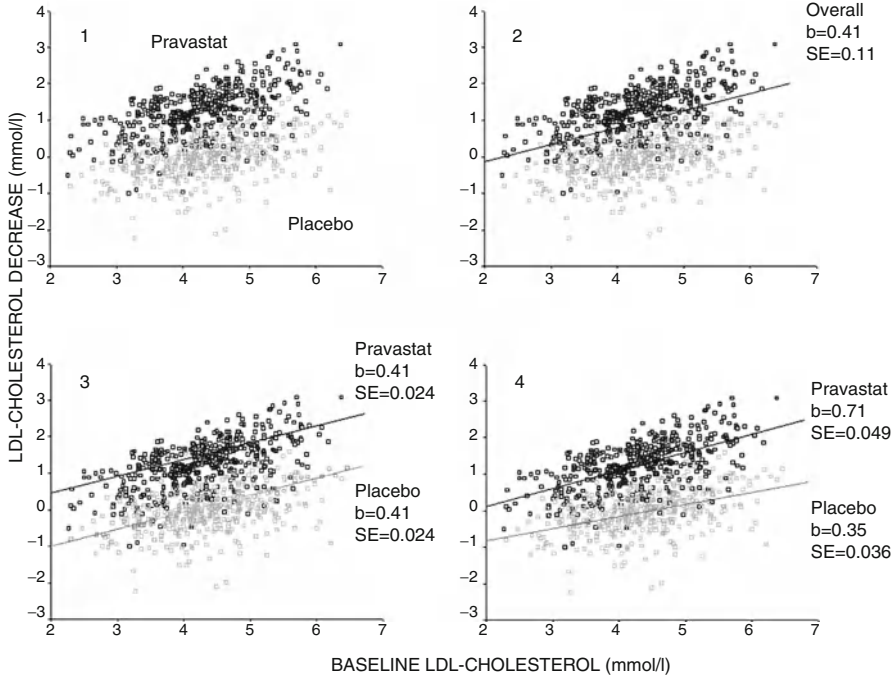 LDL-CHOLESTEROL DECREASE (mmol/l)
1
Pravastat
Placebo
4
3
2
1
0
−1
−2
−3
2 3 4 5 6 7
2
Overall
b=0.41
SE=0.11
4
3
2
1
0
−1
−2
−3
2 3 4 5 6 7
3
Pravastat
b=0.41
SE=0.024
Placebo
b=0.41
SE=0.024
4
3
2
1
0
−1
−2
−3
2 3 4 5 6 7
4
Pravastat
b=0.71
SE=0.049
Placebo
b=0.35
SE=0.036
4
3
2
1
0
−1
−2
−3
2 3 4 5 6 7
BASELINE LDL-CHOLESTEROL (mmol/l)